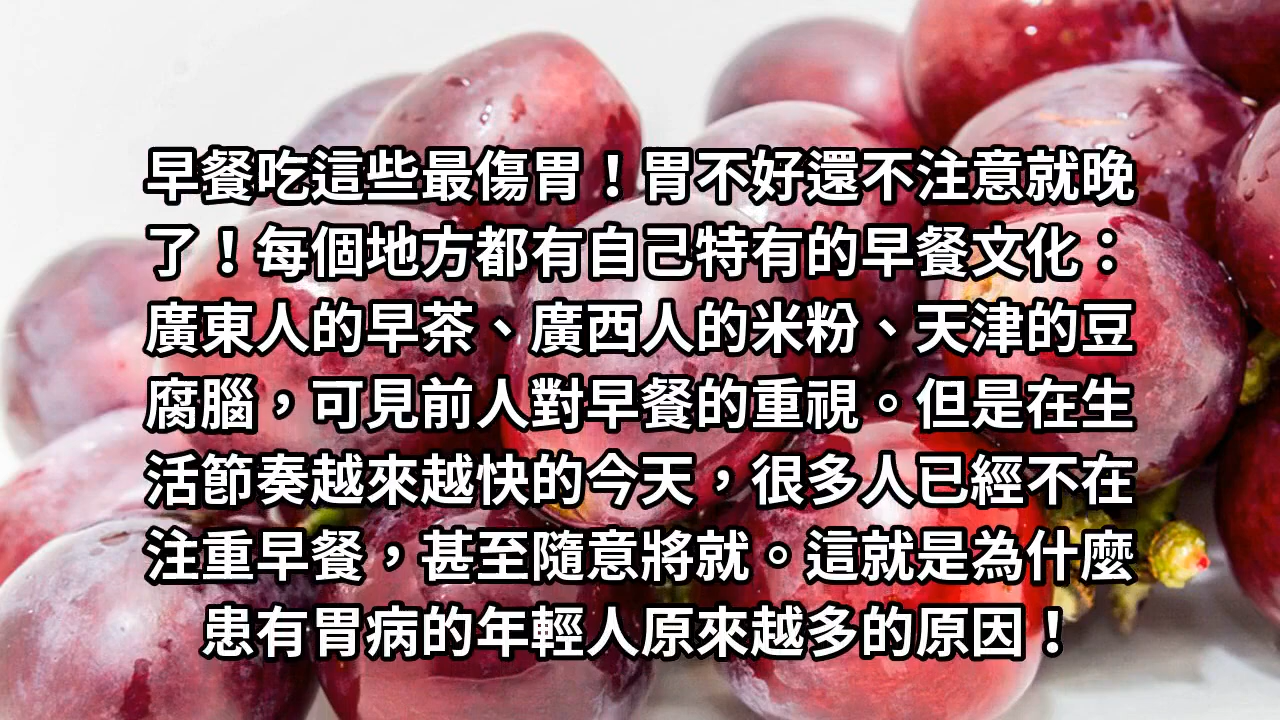 早餐吃這些最傷胃！胃不好還不注意就晚
了！每個地方都有自己特有的早餐文化：
廣東人的早茶、廣西人的米粉、天津的豆
腐腦，可見前人對早餐的重視。但是在生
活節奏越來越快的今天，很多人已經不在
注重早餐，甚至隨意將就。這就是為什麼
患有胃病的年輕人原來越多的原因！